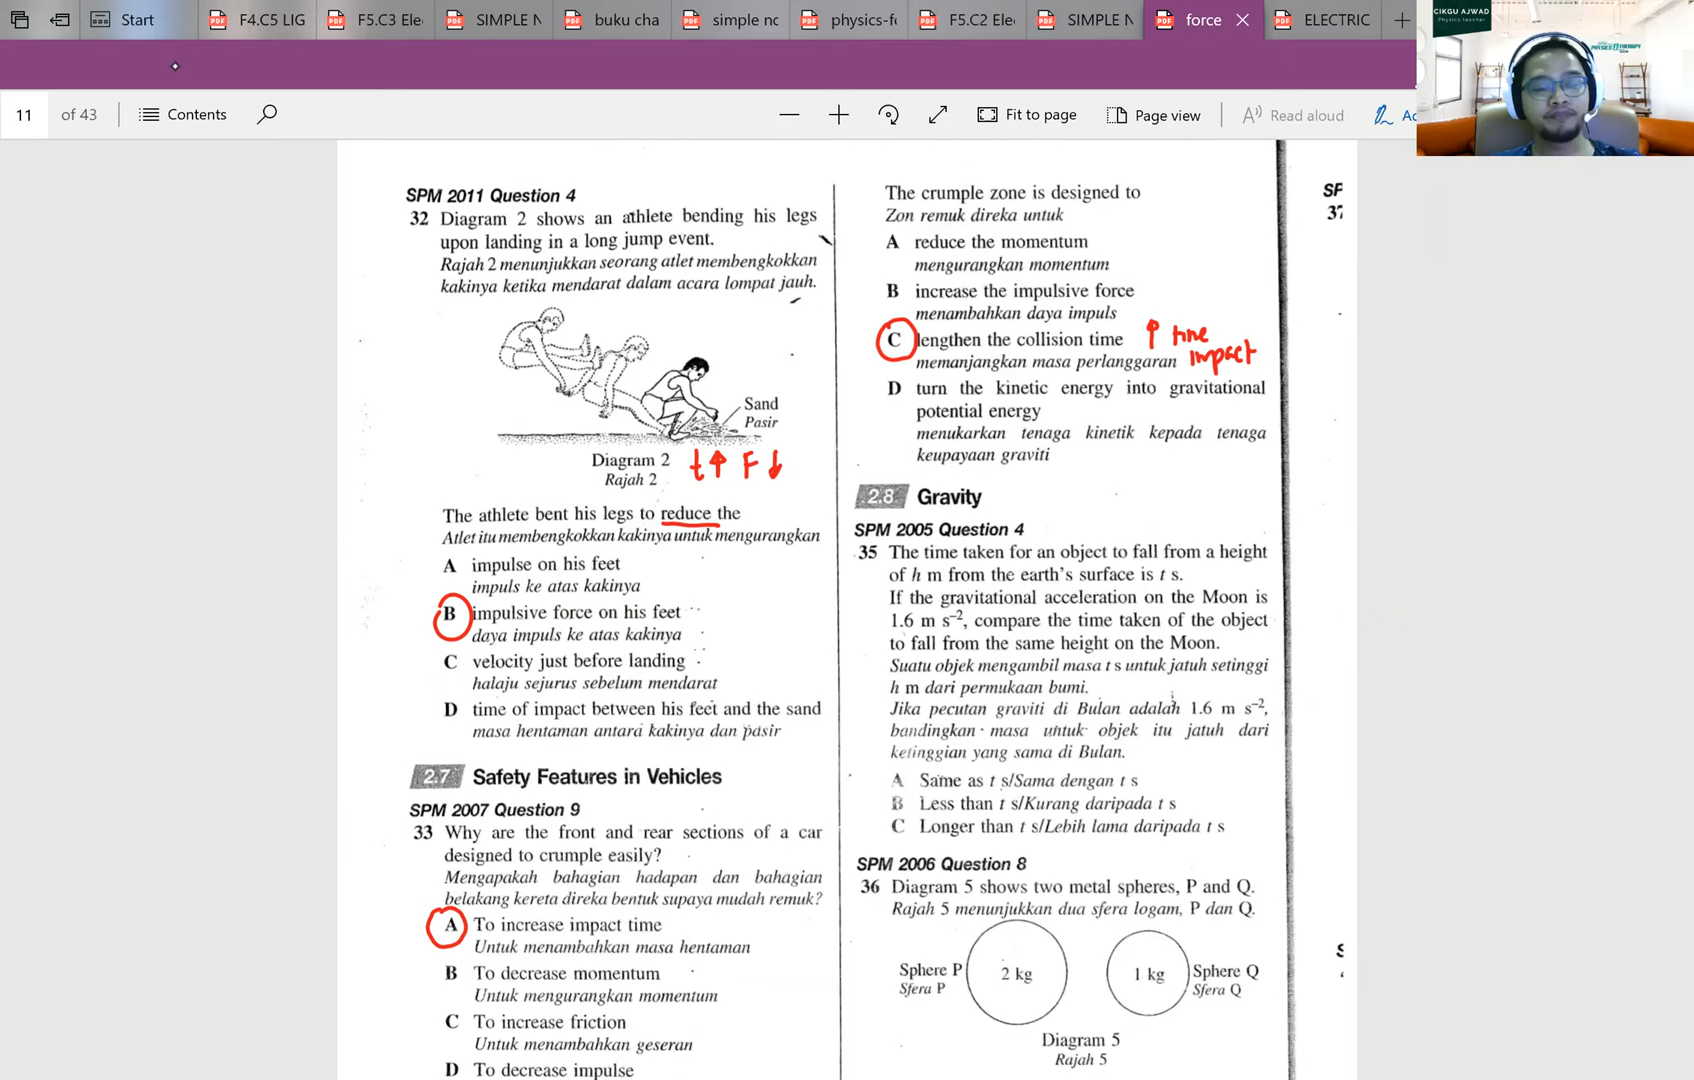 Start
F4.C5 LIG
F5.C3 Ele
SIMPLE N
buku cha
simple nc
physics-f
F5.C2 Ele
SIMPLE N
force
ELECTRIC
CIKGU AJWAD
Physics teacher
PHYSICS THERAPY
11 of 43
Contents
Fit to page
Page view
Read aloud
SPM 2011 Question 4
32 Diagram 2 shows an athlete bending his legs
upon landing in a long jump event.
Rajah 2 menunjukkan seorang atlet membengkokkan
kakinya ketika mendarat dalam acara lompat jauh.
Sand
Pasir
Diagram 2
Rajah 2
t↑ F↓
The athlete bent his legs to reduce the
Atlet itu membengkokkan kakinya untuk mengurangkan
A impulse on his feet
impuls ke atas kakinya
B impulsive force on his feet
daya impuls ke atas kakinya
C velocity just before landing
halaju sejurus sebelum mendarat
D time of impact between his feet and the sand
masa hentaman antara kakinya dan pasir
2.7 Safety Features in Vehicles
SPM 2007 Question 9
33 Why are the front and rear sections of a car
designed to crumple easily?
Mengapakah bahagian hadapan dan bahagian
belakang kereta direka bentuk supaya mudah remuk?
A To increase impact time
Untuk menambahkan masa hentaman
B To decrease momentum
Untuk mengurangkan momentum
C To increase friction
Untuk menambahkan geseran
D To decrease impulse
The crumple zone is designed to
Zon remuk direka untuk
A reduce the momentum
mengurangkan momentum
B increase the impulsive force
menambahkan daya impuls
C lengthen the collision time
memanjangkan masa perlanggaran
↑ time
impact
D turn the kinetic energy into gravitational
potential energy
menukarkan tenaga kinetik kepada tenaga
keupayaan graviti
2.8 Gravity
SPM 2005 Question 4
35 The time taken for an object to fall from a height
of h m from the earth's surface is t s.
If the gravitational acceleration on the Moon is
1.6 m s⁻², compare the time taken of the object
to fall from the same height on the Moon.
Suatu objek mengambil masa t s untuk jatuh setinggi
h m dari permukaan bumi.
Jika pecutan graviti di Bulan adalah 1.6 m s⁻²,
bandingkan masa untuk objek itu jatuh dari
ketinggian yang sama di Bulan.
A Same as t s/Sama dengan t s
B Less than t s/Kurang daripada t s
C Longer than t s/Lebih lama daripada t s
SPM 2006 Question 8
36 Diagram 5 shows two metal spheres, P and Q.
Rajah 5 menunjukkan dua sfera logam, P dan Q.
Sphere P
Sfera P
2 kg
1 kg
Sphere Q
Sfera Q
Diagram 5
Rajah 5
SP
37